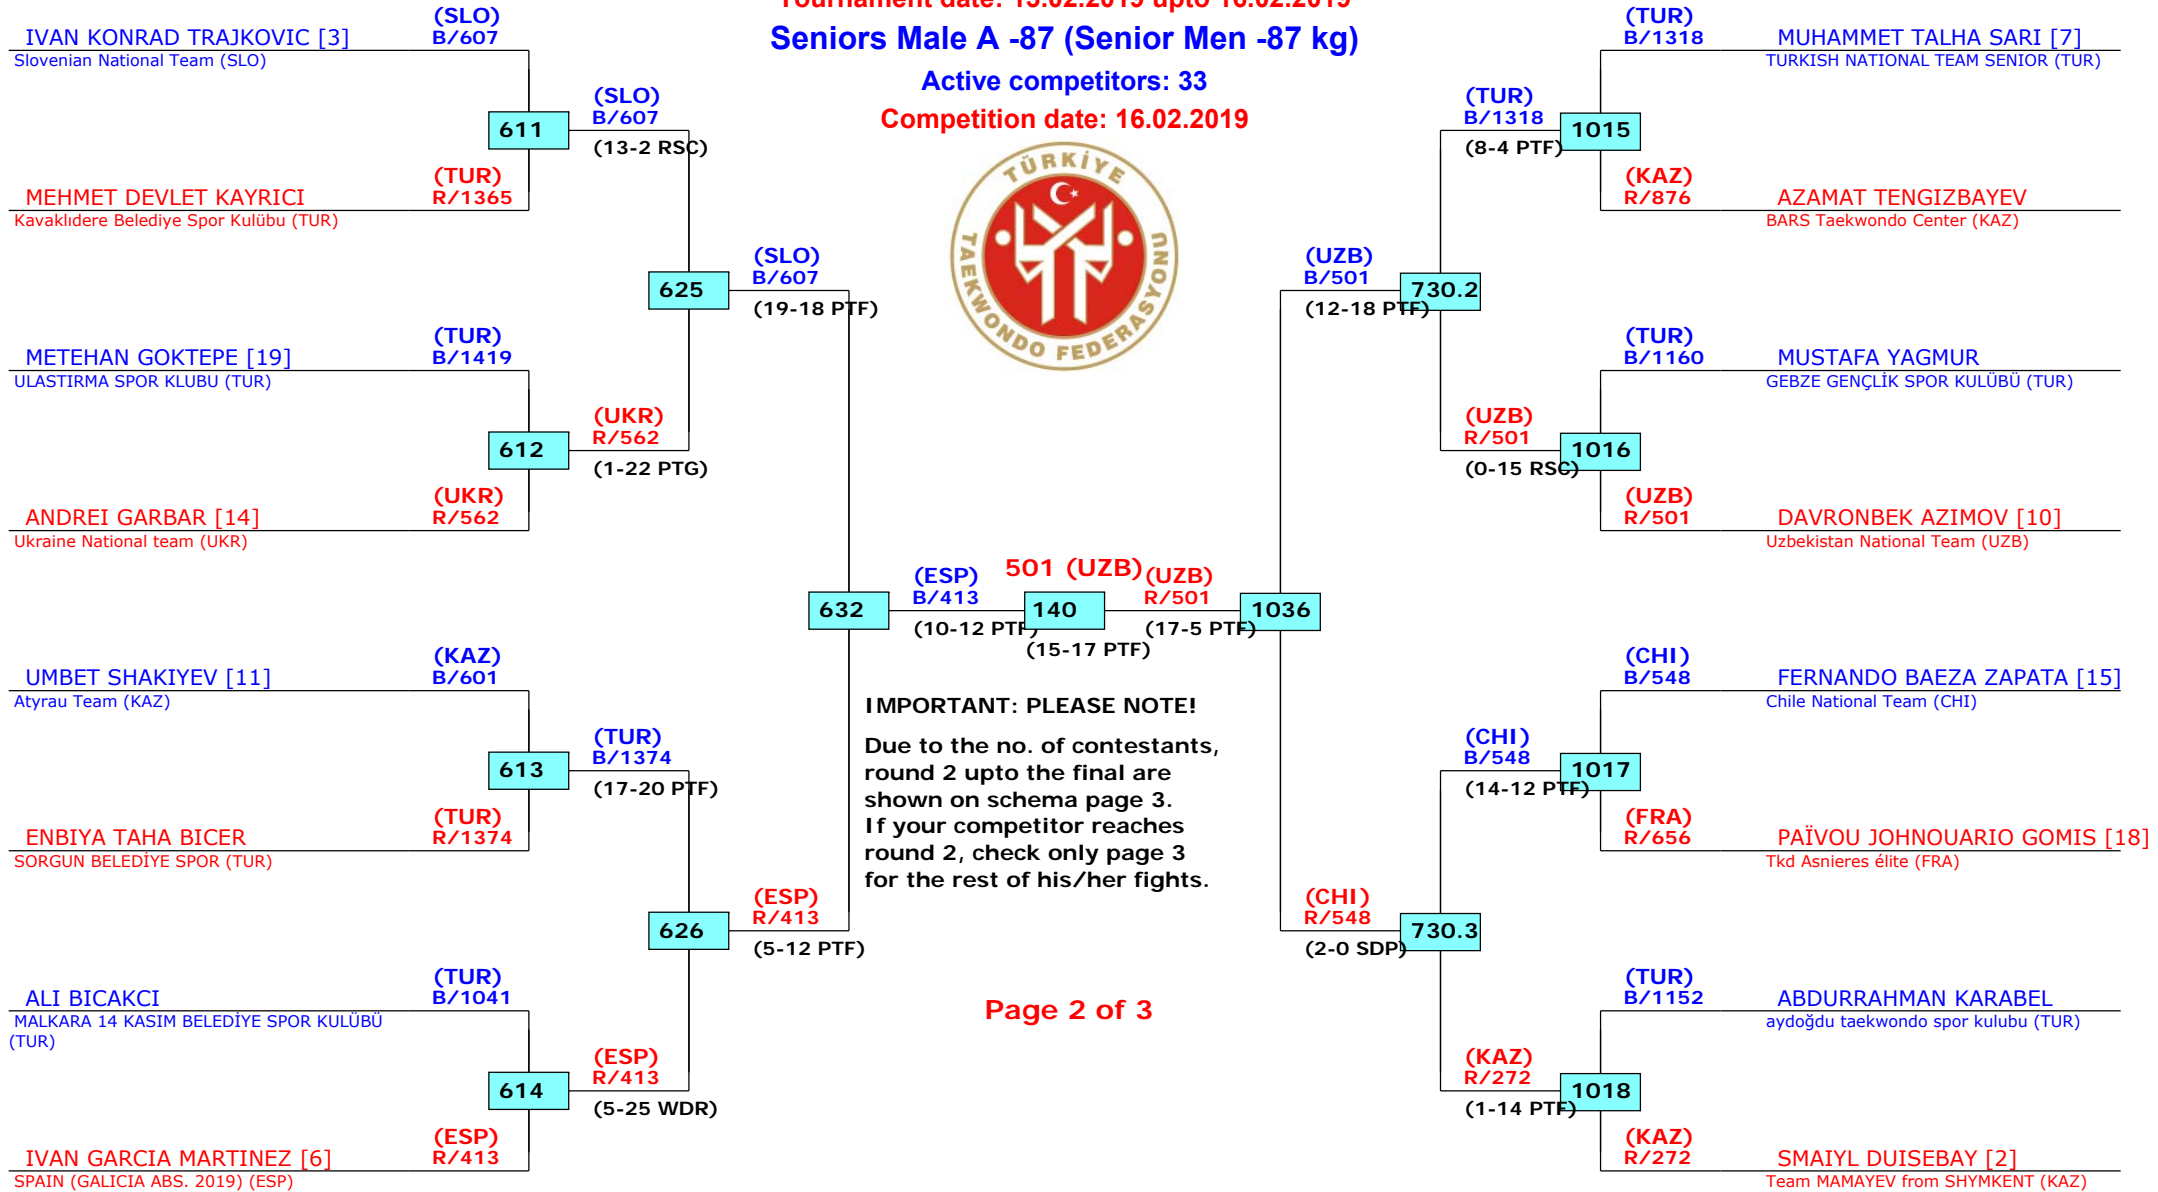 Tournament date: 13.02.2019 upto 16.02.2019
Seniors Male A -87 (Senior Men -87 kg)
Active competitors: 33
Competition date: 16.02.2019
TÜRKİYE
TAEKWONDO FEDERASYONU
IVAN KONRAD TRAJKOVIC [3]
Slovenian National Team (SLO)
(SLO)
B/607
611
MEHMET DEVLET KAYRICI
Kavaklıdere Belediye Spor Kulübu (TUR)
(TUR)
R/1365
(SLO)
B/607
(13-2 RSC)
METEHAN GOKTEPE [19]
ULASTIRMA SPOR KLUBU (TUR)
(TUR)
B/1419
612
ANDREI GARBAR [14]
Ukraine National team (UKR)
(UKR)
R/562
(UKR)
R/562
(1-22 PTG)
625
(SLO)
B/607
(19-18 PTF)
UMBET SHAKIYEV [11]
Atyrau Team (KAZ)
(KAZ)
B/601
613
ENBIYA TAHA BICER
SORGUN BELEDİYE SPOR (TUR)
(TUR)
R/1374
(TUR)
B/1374
(17-20 PTF)
ALI BICAKCI
MALKARA 14 KASIM BELEDİYE SPOR KULÜBÜ
(TUR)
(TUR)
B/1041
614
IVAN GARCIA MARTINEZ [6]
SPAIN (GALICIA ABS. 2019) (ESP)
(ESP)
R/413
(ESP)
R/413
(5-25 WDR)
626
(ESP)
R/413
(5-12 PTF)
632
(ESP)
B/413
(10-12 PTF)
501 (UZB)
140
(15-17 PTF)
(UZB)
R/501
(17-5 PTF)
1036
IMPORTANT: PLEASE NOTE!
Due to the no. of contestants,
round 2 upto the final are
shown on schema page 3.
If your competitor reaches
round 2, check only page 3
for the rest of his/her fights.
Page 2 of 3
(UZB)
B/501
(12-18 PTF)
730.2
(TUR)
B/1318
(8-4 PTF)
1015
(TUR)
B/1318
MUHAMMET TALHA SARI [7]
TURKISH NATIONAL TEAM SENIOR (TUR)
(KAZ)
R/876
AZAMAT TENGIZBAYEV
BARS Taekwondo Center (KAZ)
(UZB)
R/501
(0-15 RSC)
1016
(TUR)
B/1160
MUSTAFA YAGMUR
GEBZE GENÇLİK SPOR KULÜBÜ (TUR)
(UZB)
R/501
DAVRONBEK AZIMOV [10]
Uzbekistan National Team (UZB)
(CHI)
R/548
(2-0 SDP)
730.3
(CHI)
B/548
(14-12 PTF)
1017
(CHI)
B/548
FERNANDO BAEZA ZAPATA [15]
Chile National Team (CHI)
(FRA)
R/656
PAÏVOU JOHNOUARIO GOMIS [18]
Tkd Asnieres élite (FRA)
(KAZ)
R/272
(1-14 PTF)
1018
(TUR)
B/1152
ABDURRAHMAN KARABEL
aydoğdu taekwondo spor kulubu (TUR)
(KAZ)
R/272
SMAIYL DUISEBAY [2]
Team MAMAYEV from SHYMKENT (KAZ)